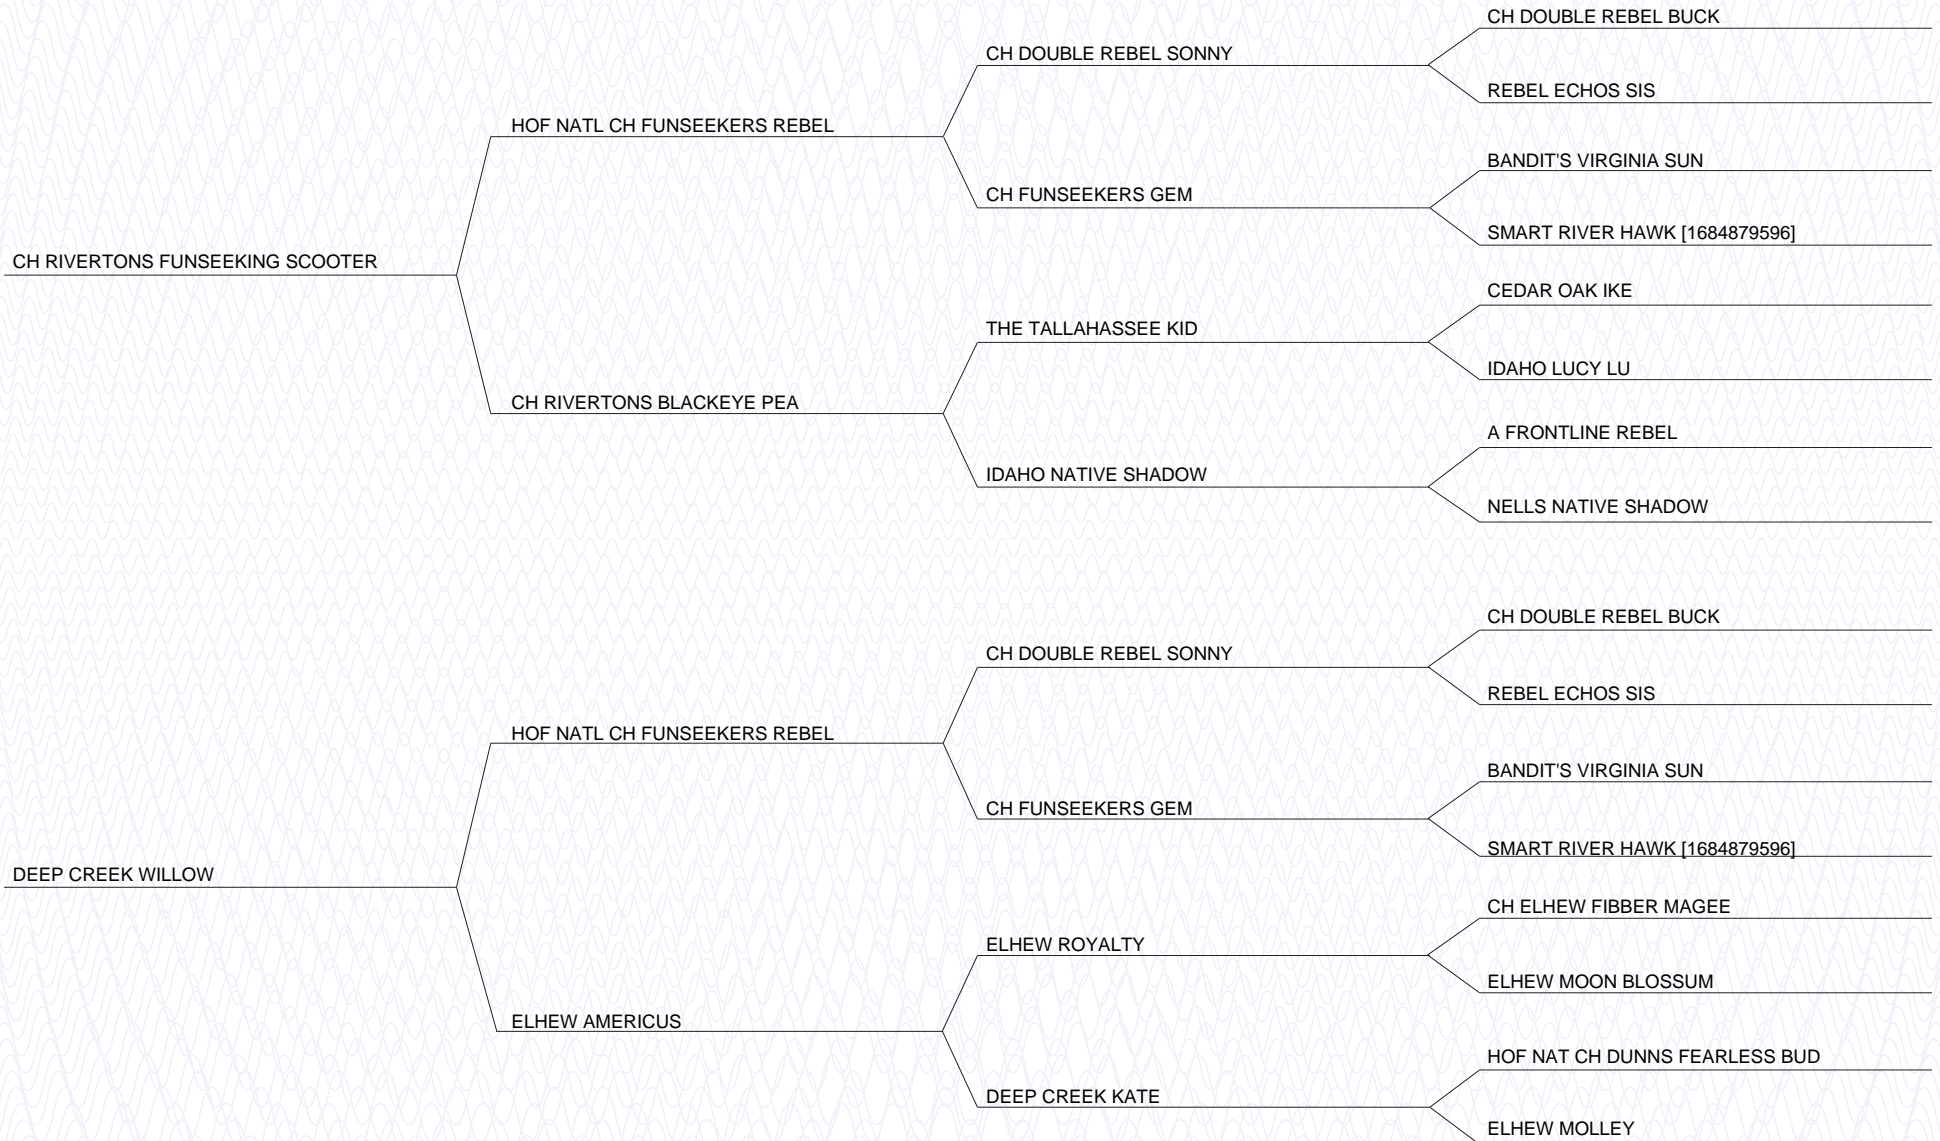 CH DOUBLE REBEL BUCK
CH DOUBLE REBEL SONNY
REBEL ECHOS SIS
HOF NATL CH FUNSEEKERS REBEL
BANDIT'S VIRGINIA SUN
CH FUNSEEKERS GEM
SMART RIVER HAWK [1684879596]
CH RIVERTONS FUNSEEKING SCOOTER
CEDAR OAK IKE
THE TALLAHASSEE KID
IDAHO LUCY LU
CH RIVERTONS BLACKEYE PEA
A FRONTLINE REBEL
IDAHO NATIVE SHADOW
NELLS NATIVE SHADOW
CH DOUBLE REBEL BUCK
CH DOUBLE REBEL SONNY
REBEL ECHOS SIS
HOF NATL CH FUNSEEKERS REBEL
BANDIT'S VIRGINIA SUN
CH FUNSEEKERS GEM
SMART RIVER HAWK [1684879596]
DEEP CREEK WILLOW
CH ELHEW FIBBER MAGEE
ELHEW ROYALTY
ELHEW MOON BLOSSUM
ELHEW AMERICUS
HOF NAT CH DUNNS FEARLESS BUD
DEEP CREEK KATE
ELHEW MOLLEY